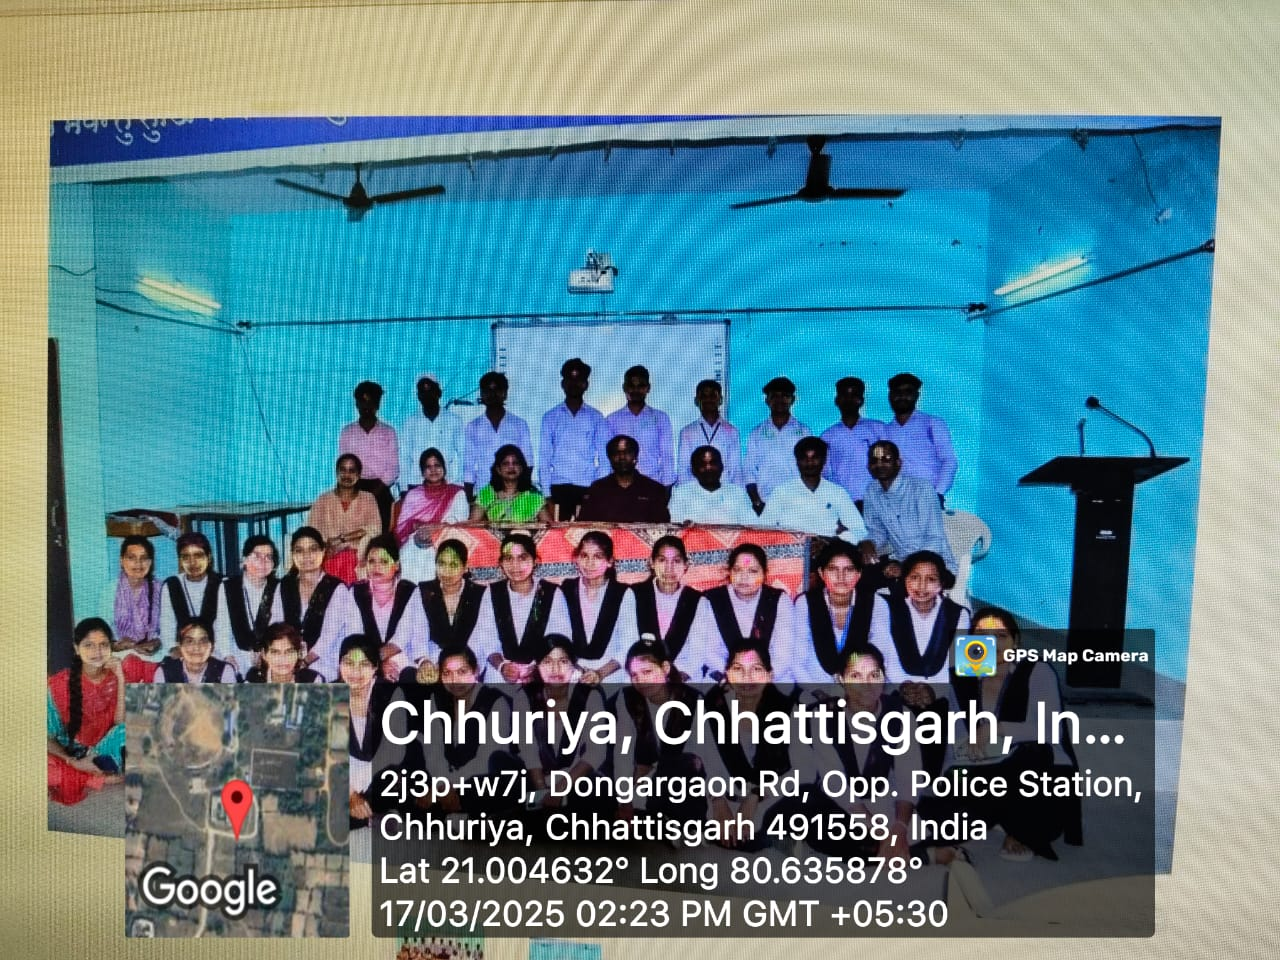 GPS Map Camera
Chhuriya, Chhattisgarh, In...
2j3p+w7j, Dongargaon Rd, Opp. Police Station,
Chhuriya, Chhattisgarh 491558, India
Lat 21.004632° Long 80.635878°
17/03/2025 02:23 PM GMT +05:30
Google